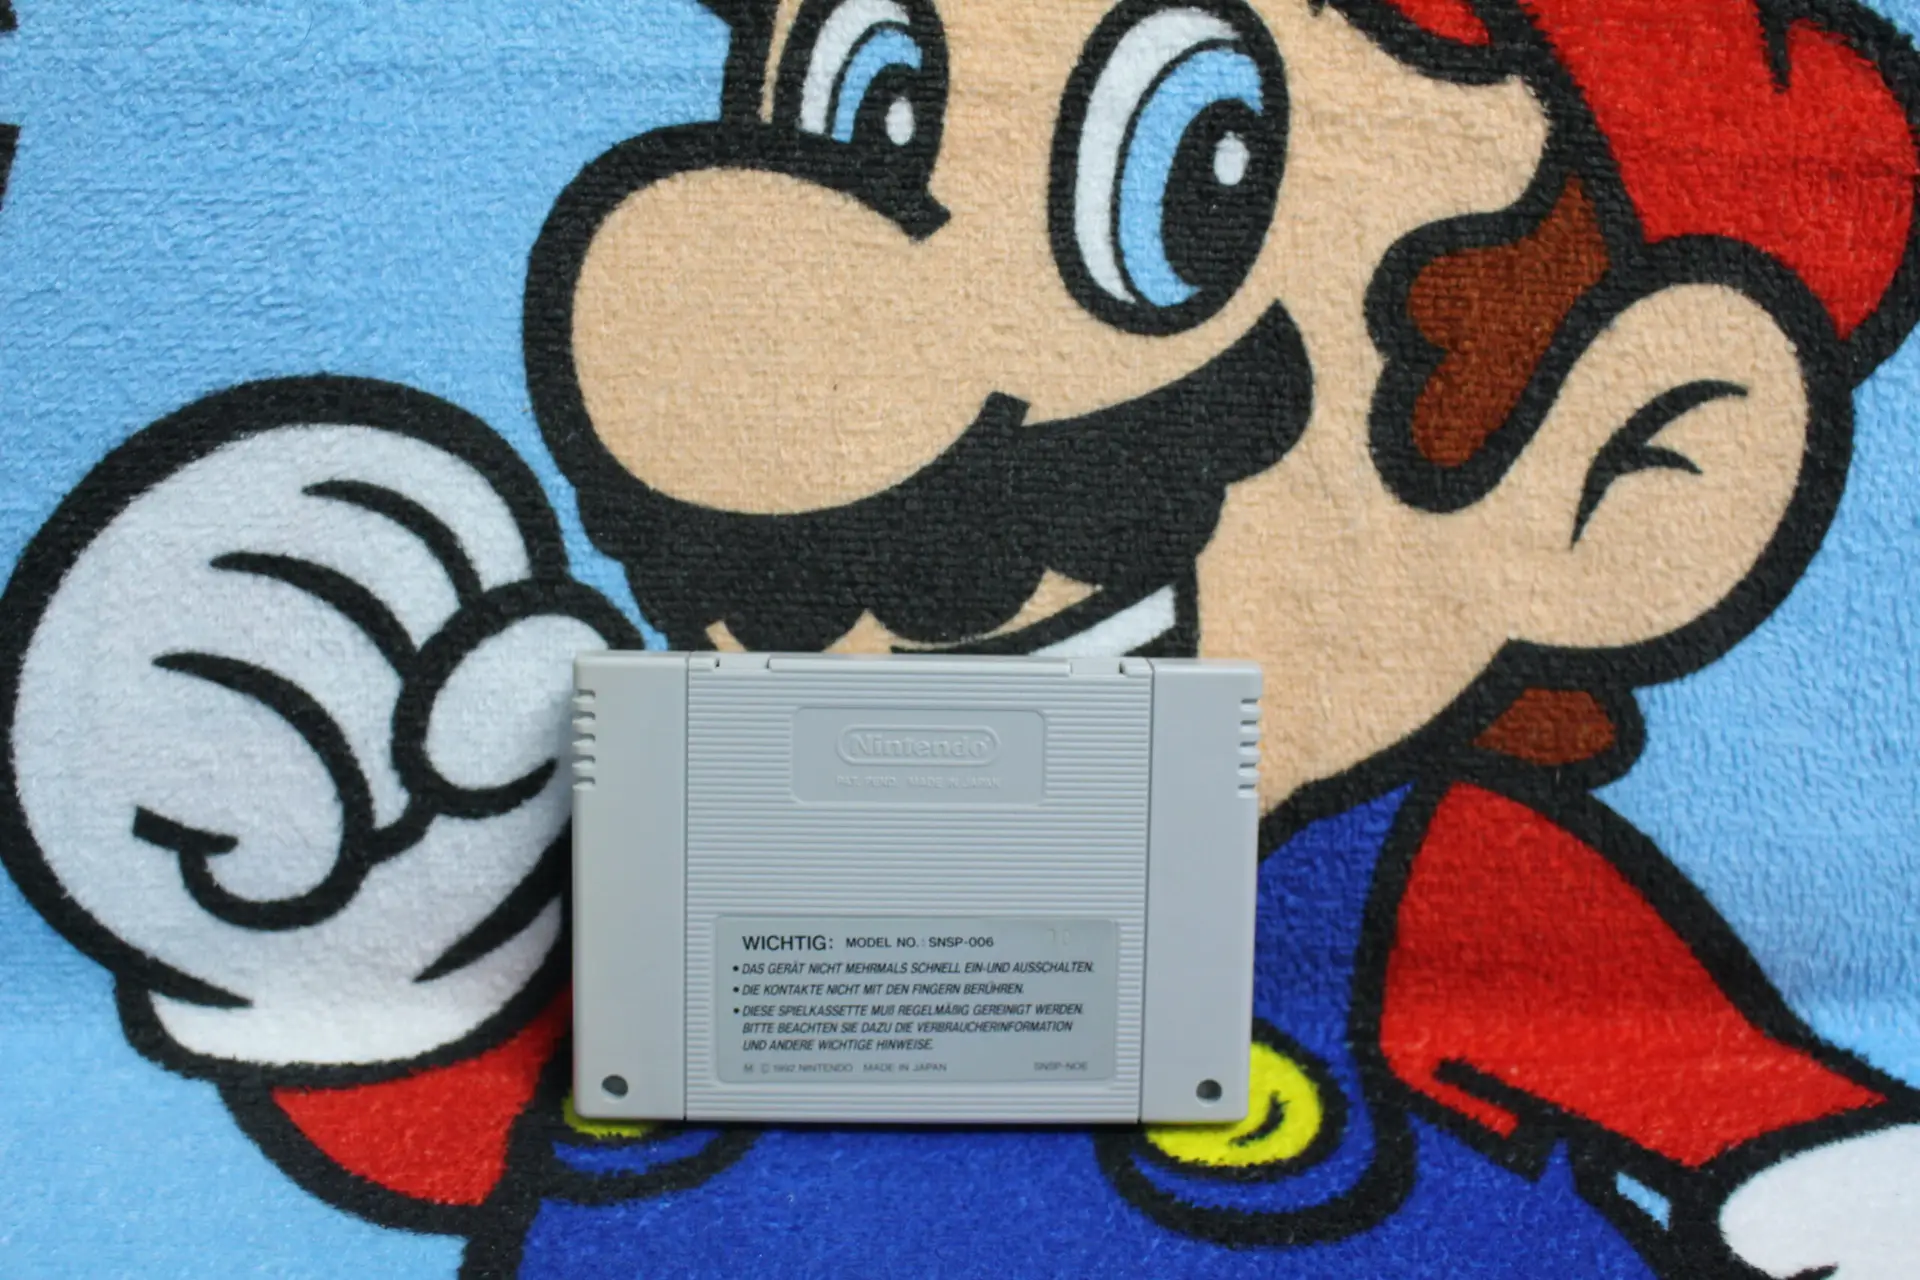 Nintendo
PAT. PEND. MADE IN JAPAN
WICHTIG: MODEL NO.: SNSP-006
• DAS GERÄT NICHT MEHRMALS SCHNELL EIN-UND AUSSCHALTEN.
• DIE KONTAKTE NICHT MIT DEN FINGERN BERÜHREN.
• DIESE SPIELKASSETTE MUß REGELMÄßIG GEREINIGT WERDEN.
BITTE BEACHTEN SIE DAZU DIE VERBRAUCHERINFORMATION
UND ANDERE WICHTIGE HINWEISE.
M © 1992 NINTENDO MADE IN JAPAN SNSP-NOE